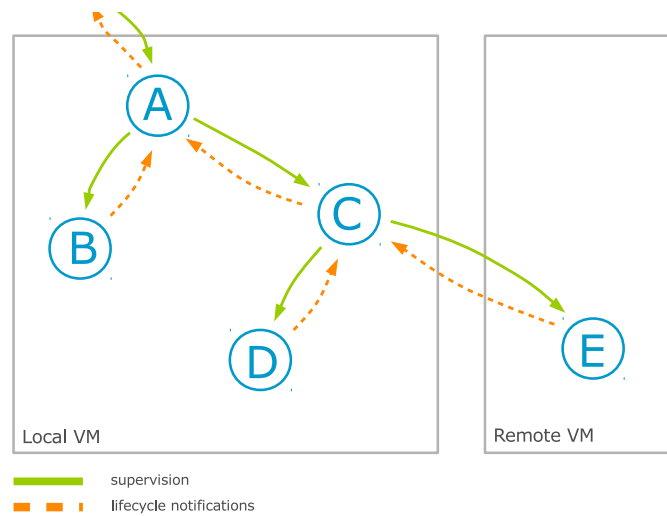 A
C
B
D
E
Local VM
Remote VM
supervision
lifecycle notifications